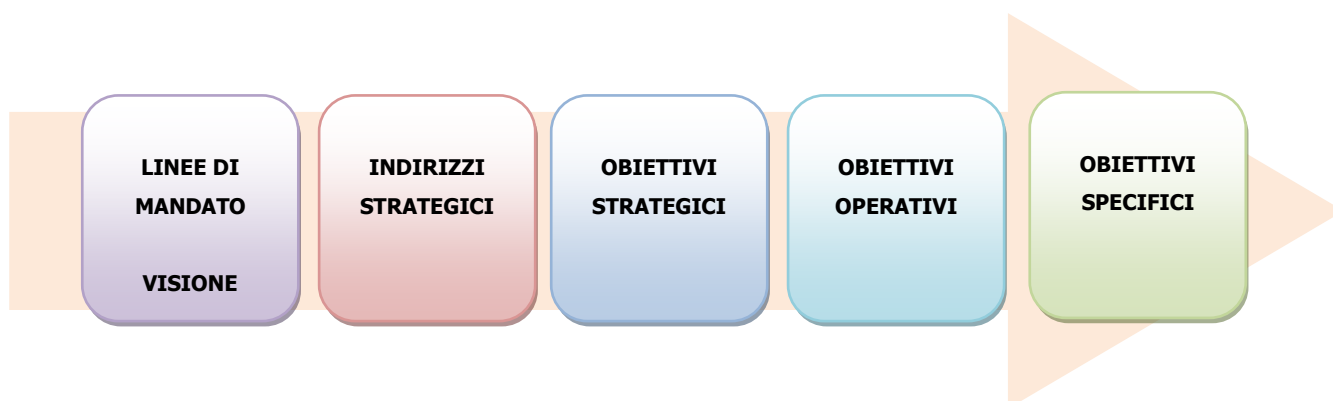 LINEE DI
MANDATO
VISIONE
INDIRIZZI
STRATEGICI
OBIETTIVI
STRATEGICI
OBIETTIVI
OPERATIVI
OBIETTIVI
SPECIFICI